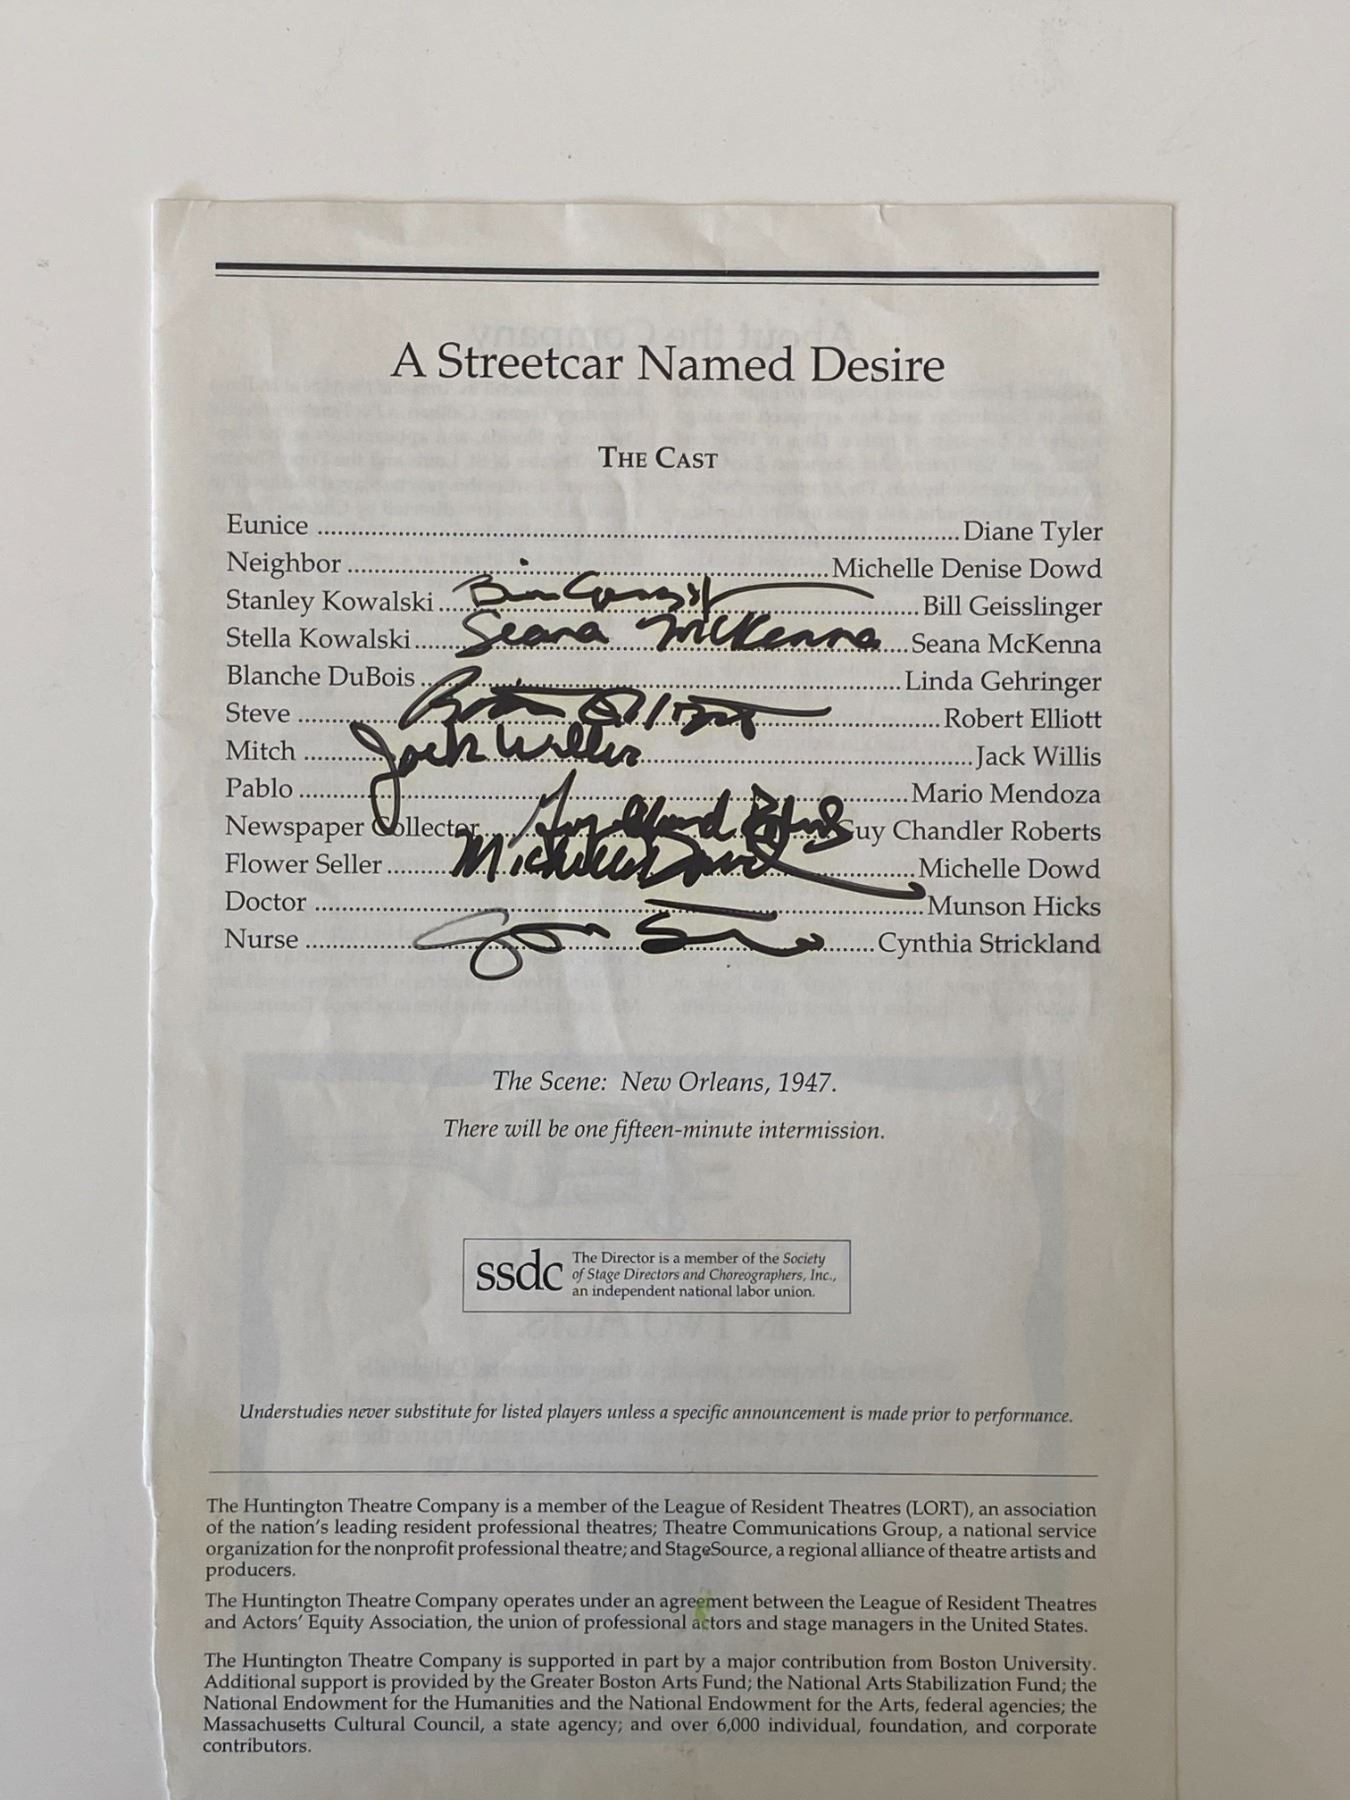 A Streetcar Named Desire
THE CAST
Eunice ........ Diane Tyler
Neighbor ........ Michelle Denise Dowd
Stanley Kowalski ........ Bill Geisslinger
Stella Kowalski ........ Seana McKenna ........ Seana McKenna
Blanche DuBois ........ Linda Gehringer
Steve ........ Robert Elliott
Mitch ........ Jack Willis ........ Jack Willis
Pablo ........ Mario Mendoza
Newspaper Collector ........ Guy Chandler Roberts
Flower Seller ........ Michelle Dowd ........ Michelle Dowd
Doctor ........ Munson Hicks
Nurse ........ Cynthia Strickland
The Scene: New Orleans, 1947.
There will be one fifteen-minute intermission.
ssdc The Director is a member of the Society
of Stage Directors and Choreographers, Inc.,
an independent national labor union.
Understudies never substitute for listed players unless a specific announcement is made prior to performance.
The Huntington Theatre Company is a member of the League of Resident Theatres (LORT), an association
of the nation's leading resident professional theatres; Theatre Communications Group, a national service
organization for the nonprofit professional theatre; and StageSource, a regional alliance of theatre artists and
producers.
The Huntington Theatre Company operates under an agreement between the League of Resident Theatres
and Actors' Equity Association, the union of professional actors and stage managers in the United States.
The Huntington Theatre Company is supported in part by a major contribution from Boston University.
Additional support is provided by the Greater Boston Arts Fund; the National Arts Stabilization Fund; the
National Endowment for the Humanities and the National Endowment for the Arts, federal agencies; the
Massachusetts Cultural Council, a state agency; and over 6,000 individual, foundation, and corporate
contributors.